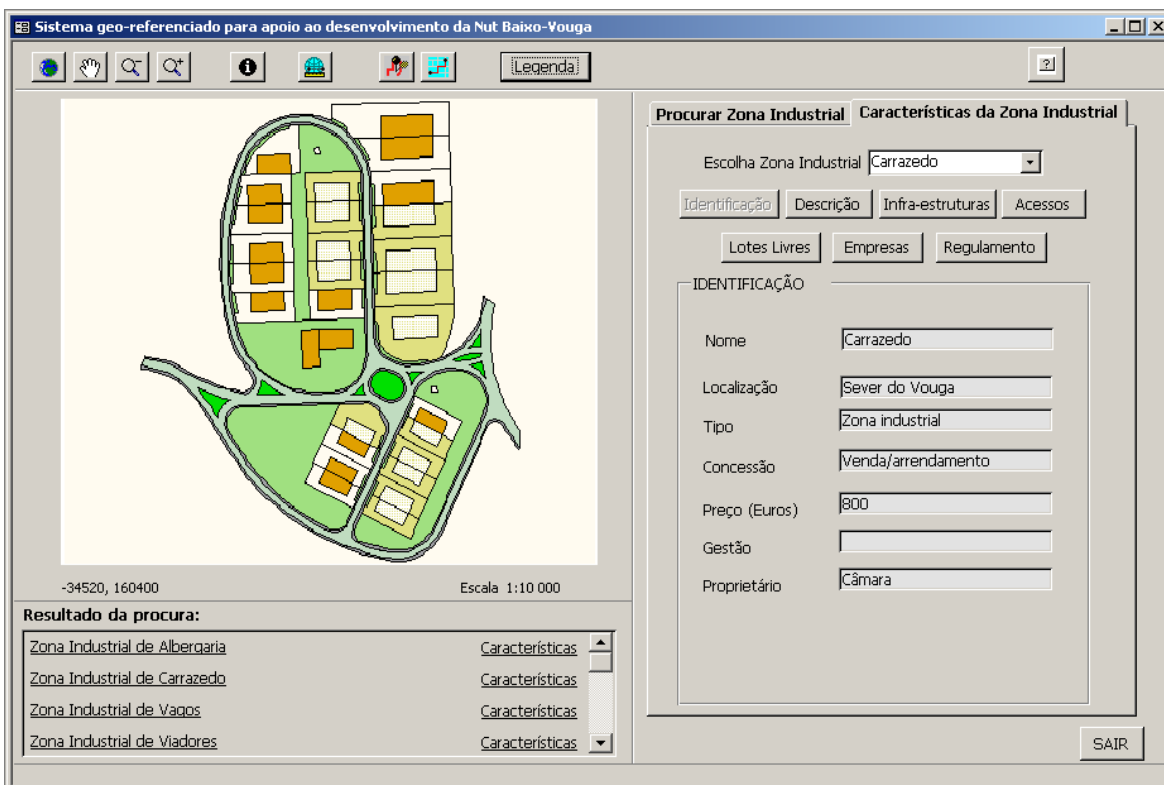 Sistema geo-referenciado para apoio ao desenvolvimento da Nut Baixo-Vouga
Legenda
?
Procurar Zona Industrial
Características da Zona Industrial
Escolha Zona Industrial Carrazedo
Identificação Descrição Infra-estruturas Acessos
Lotes Livres Empresas Regulamento
IDENTIFICAÇÃO
Nome Carrazedo
Localização Sever do Vouga
Tipo Zona industrial
Concessão Venda/arrendamento
Preço (Euros) 800
Gestão
Proprietário Câmara
-34520, 160400 Escala 1:10 000
Resultado da procura:
Zona Industrial de Albergaria Características
Zona Industrial de Carrazedo Características
Zona Industrial de Vagos Características
Zona Industrial de Viadores Características
SAIR